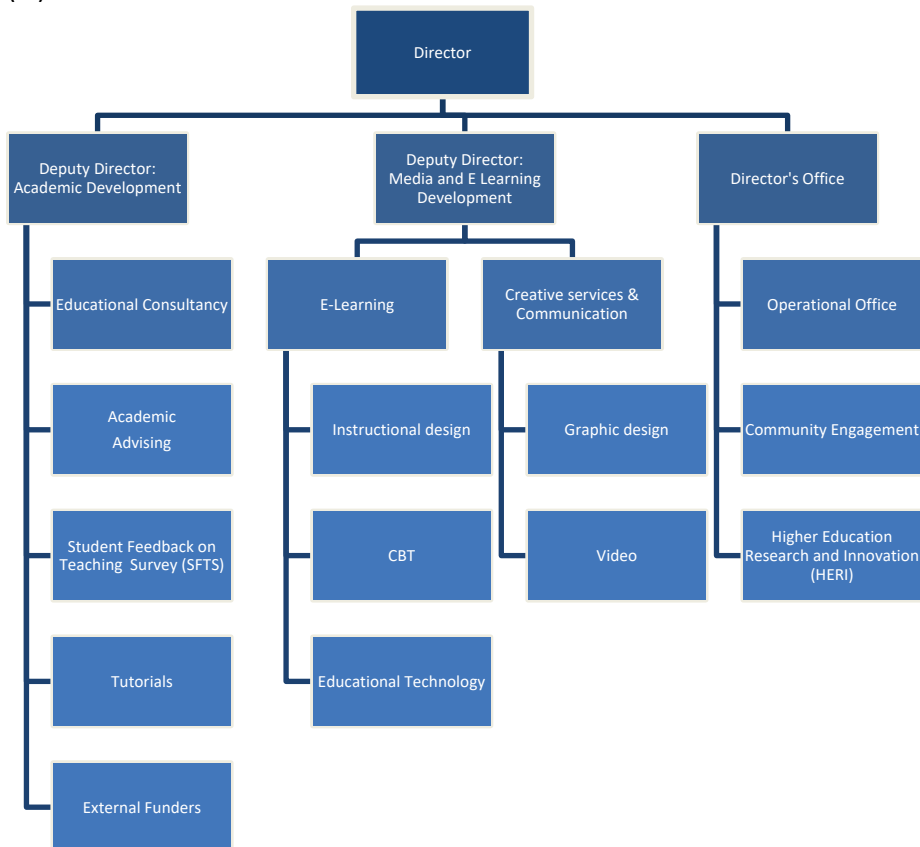 Director
Deputy Director:
Academic Development
Deputy Director:
Media and E Learning
Development
Director's Office
Educational Consultancy
E-Learning
Creative services &
Communication
Operational Office
Academic
Advising
Instructional design
Graphic design
Community Engagement
Student Feedback on
Teaching Survey (SFTS)
CBT
Video
Higher Education
Research and Innovation
(HERI)
Tutorials
Educational Technology
External Funders